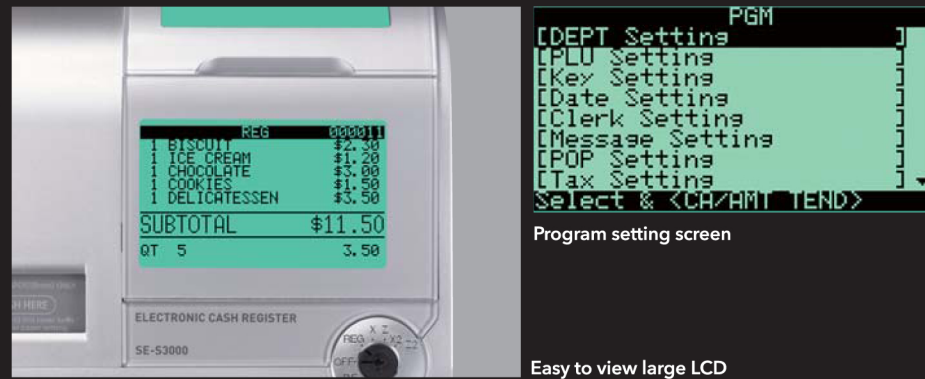 REG 000011
1 BISCUIT $2.30
1 ICE CREAM $1.20
1 CHOCOLATE $3.00
1 COOKIES $1.50
1 DELICATESSEN $3.50
SUBTOTAL $11.50
QT 5 3.50
H HERE
ELECTRONIC CASH REGISTER
SE-S3000
X Z
REG X2 Z2
OFF
PGM
[DEPT Setting ]
[PLU Setting ]
[Key Setting ]
[Date Setting ]
[Clerk Setting ]
[Message Setting ]
[POP Setting ]
[Tax Setting ]
Select & <CA/AMT TEND>
Program setting screen
Easy to view large LCD